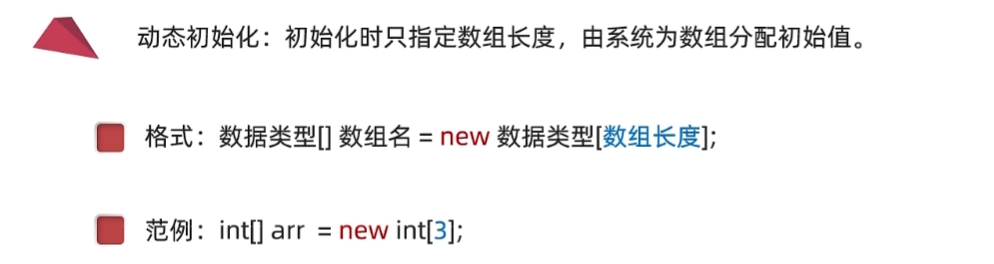 动态初始化：初始化时只指定数组长度，由系统为数组分配初始值。
格式：数据类型[] 数组名 = new 数据类型[数组长度];
范例：int[] arr = new int[3];